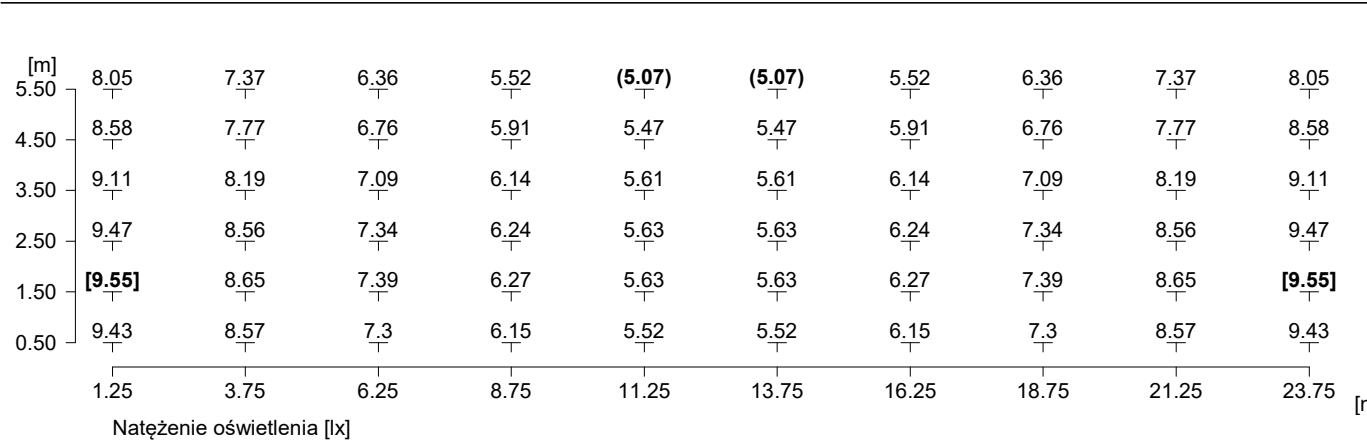 [m]
5.50 8.05 7.37 6.36 5.52 (5.07) (5.07) 5.52 6.36 7.37 8.05
4.50 8.58 7.77 6.76 5.91 5.47 5.47 5.91 6.76 7.77 8.58
3.50 9.11 8.19 7.09 6.14 5.61 5.61 6.14 7.09 8.19 9.11
2.50 9.47 8.56 7.34 6.24 5.63 5.63 6.24 7.34 8.56 9.47
1.50 [9.55] 8.65 7.39 6.27 5.63 5.63 6.27 7.39 8.65 [9.55]
0.50 9.43 8.57 7.3 6.15 5.52 5.52 6.15 7.3 8.57 9.43
1.25 3.75 6.25 8.75 11.25 13.75 16.25 18.75 21.25 23.75
Natężenie oświetlenia [lx]